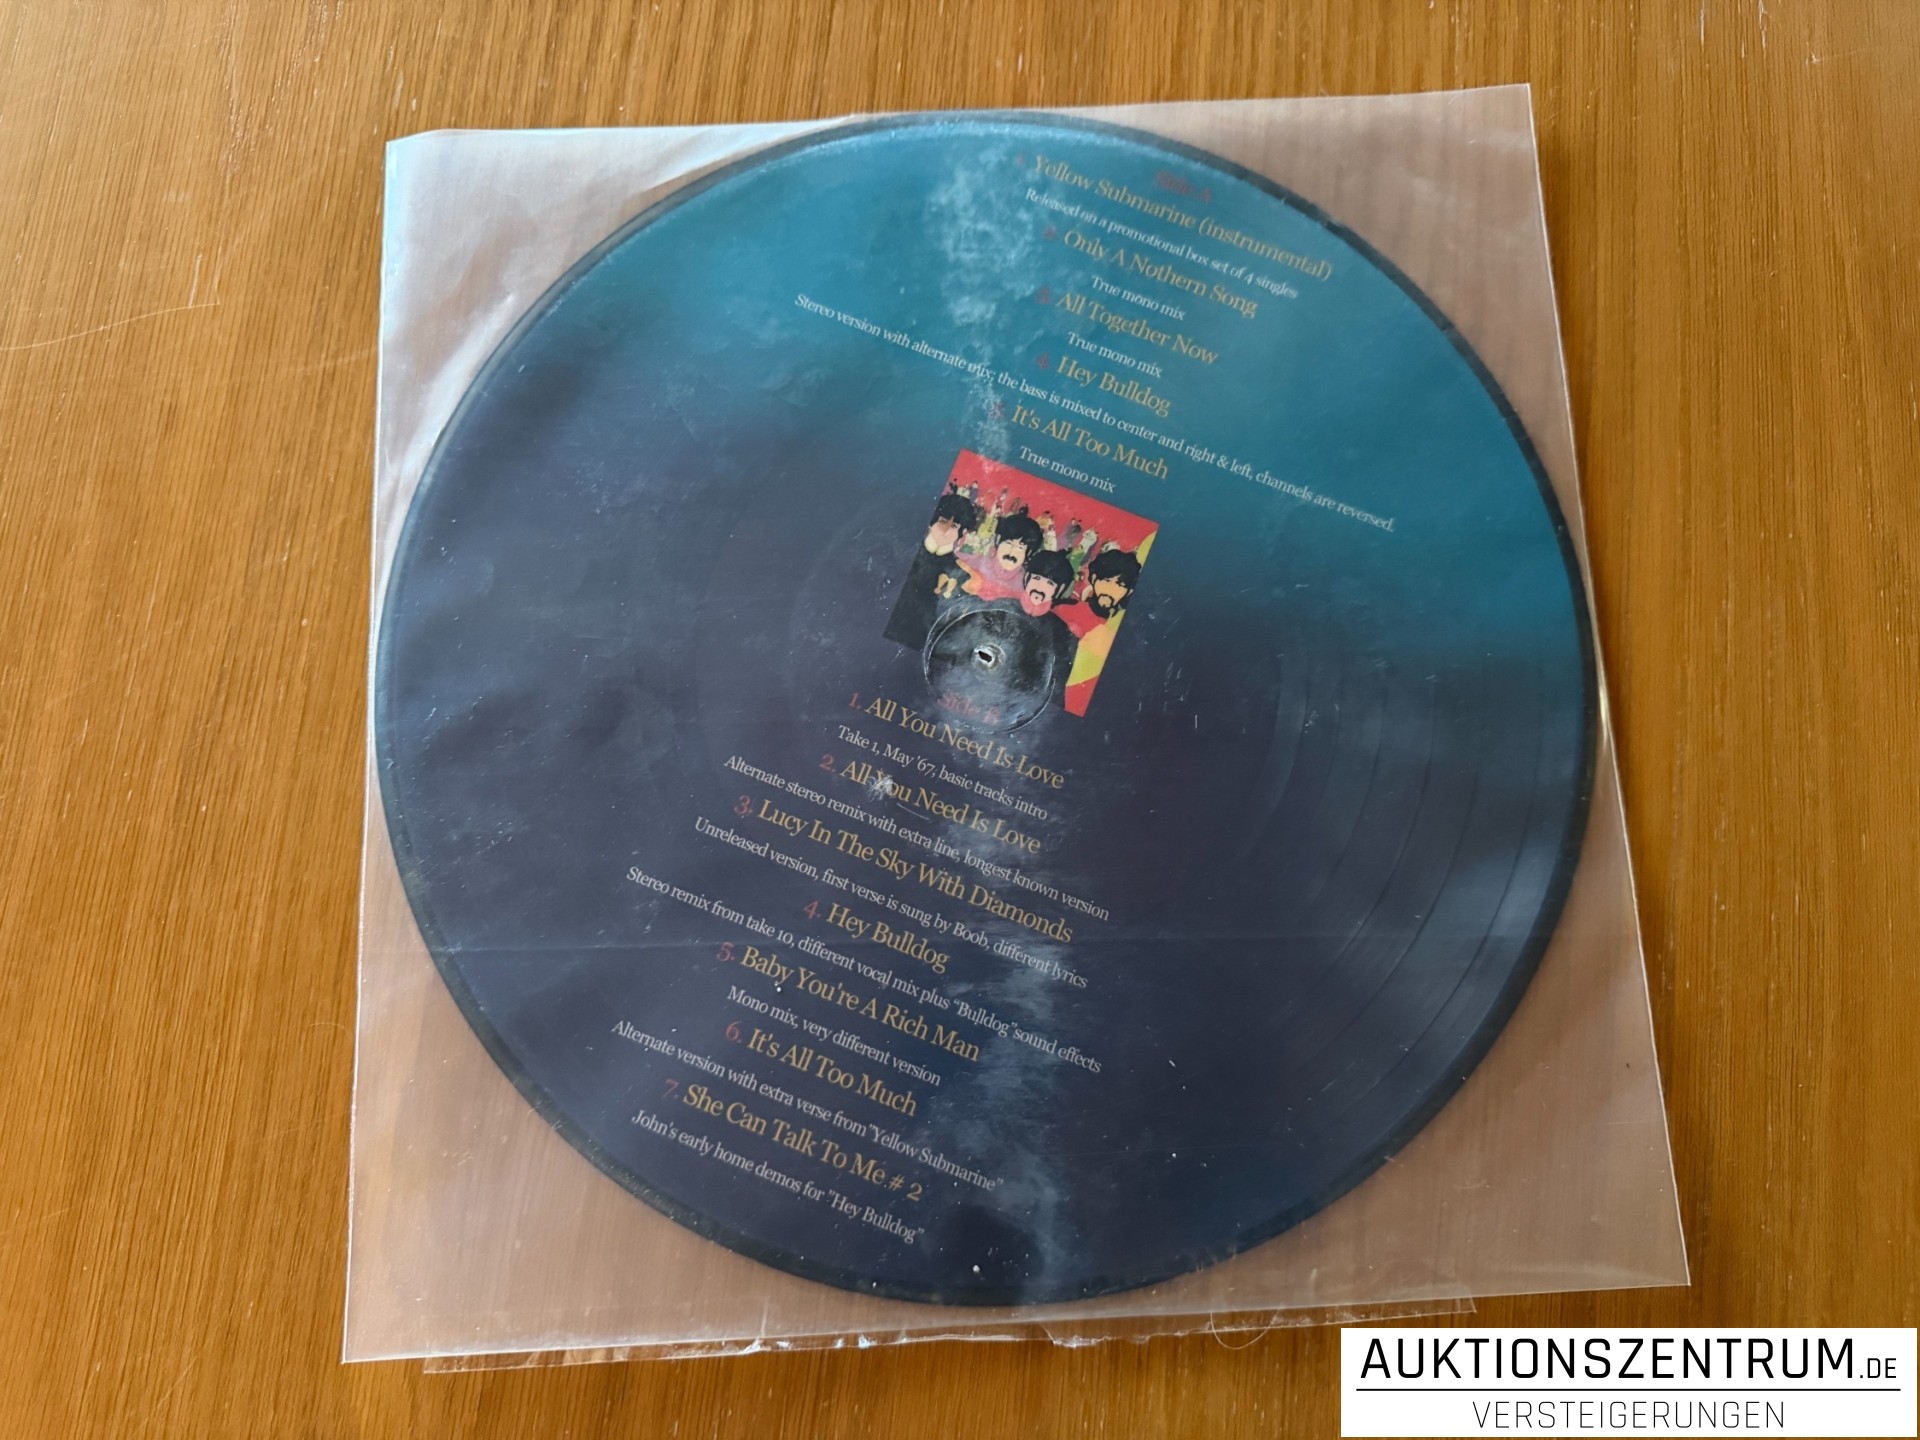 Side A
1. Yellow Submarine (instrumental)
Released on a promotional box set of 4 singles
2. Only A Nothern Song
True mono mix
3. All Together Now
True mono mix
4. Hey Bulldog
Stereo version with alternate mix; the bass is mixed to center and right & left, channels are reversed.
5. It's All Too Much
True mono mix
Side B
1. All You Need Is Love
Take 1, May '67, basic tracks intro
2. All You Need Is Love
Alternate stereo remix with extra line, longest known version
3. Lucy In The Sky With Diamonds
Unreleased version, first verse is sung by Boob, different lyrics
4. Hey Bulldog
Stereo remix from take 10, different vocal mix plus "Bulldog"sound effects
5. Baby You're A Rich Man
Mono mix, very different version
6. It's All Too Much
Alternate version with extra verse from "Yellow Submarine"
7. She Can Talk To Me # 2
John's early home demos for "Hey Bulldog"
AUKTIONSZENTRUM.DE
VERSTEIGERUNGEN